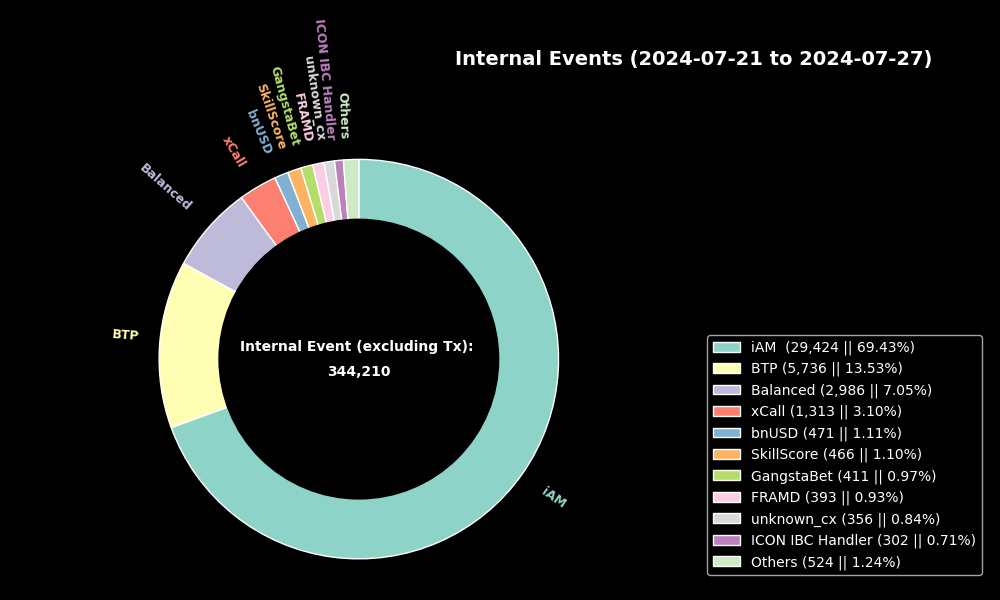 Internal Events (2024-07-21 to 2024-07-27)
ICON IBC Handler
unknown_cx
Others
GangstaBet
FRAMD
SkillScore
bnUSD
xCall
Balanced
BTP
iAM
Internal Event (excluding Tx):
344,210
iAM  (29,424 || 69.43%)
BTP (5,736 || 13.53%)
Balanced (2,986 || 7.05%)
xCall (1,313 || 3.10%)
bnUSD (471 || 1.11%)
SkillScore (466 || 1.10%)
GangstaBet (411 || 0.97%)
FRAMD (393 || 0.93%)
unknown_cx (356 || 0.84%)
ICON IBC Handler (302 || 0.71%)
Others (524 || 1.24%)